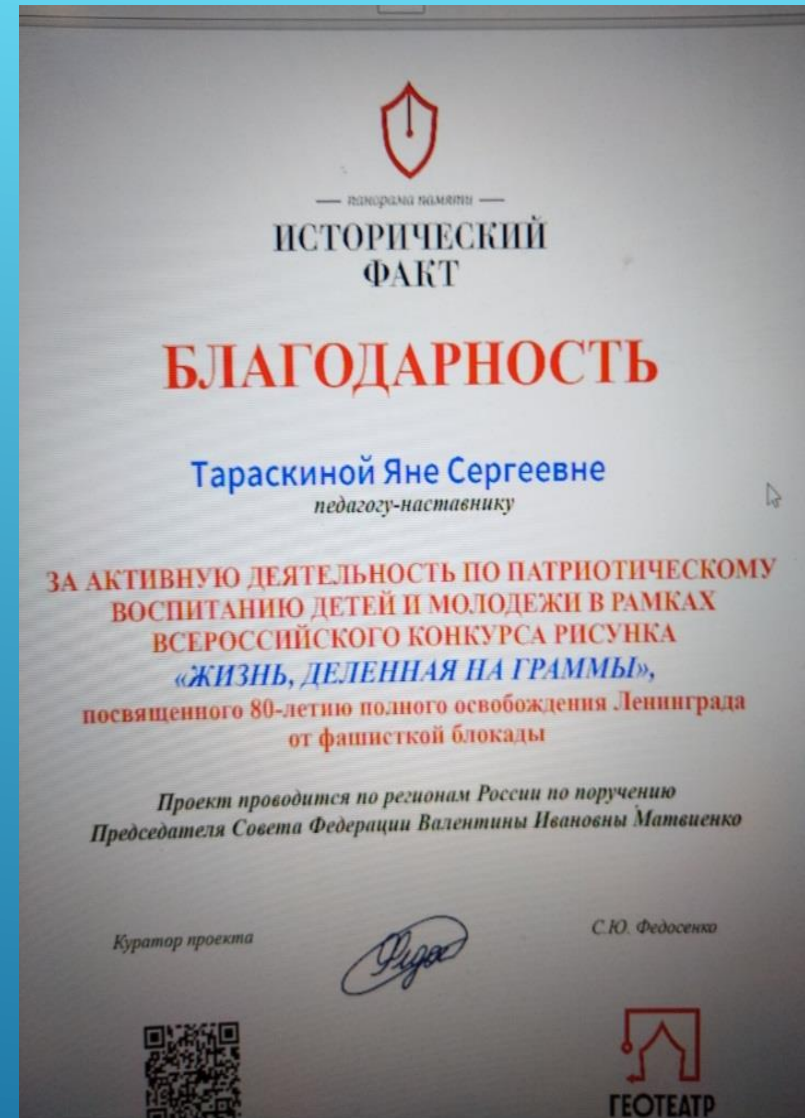 панорама памяти
ИСТОРИЧЕСКИЙ
ФАКТ
БЛАГОДАРНОСТЬ
Тараскиной Яне Сергеевне
педагогу-наставнику
ЗА АКТИВНУЮ ДЕЯТЕЛЬНОСТЬ ПО ПАТРИОТИЧЕСКОМУ
ВОСПИТАНИЮ ДЕТЕЙ И МОЛОДЕЖИ В РАМКАХ
ВСЕРОССИЙСКОГО КОНКУРСА РИСУНКА
«ЖИЗНЬ, ДЕЛЕННАЯ НА ГРАММЫ»,
посвященного 80-летию полного освобождения Ленинграда
от фашисткой блокады
Проект проводится по регионам России по поручению
Председателя Совета Федерации Валентины Ивановны Матвиенко
Куратор проекта
С.Ю. Федосенко
ГЕОТЕАТР